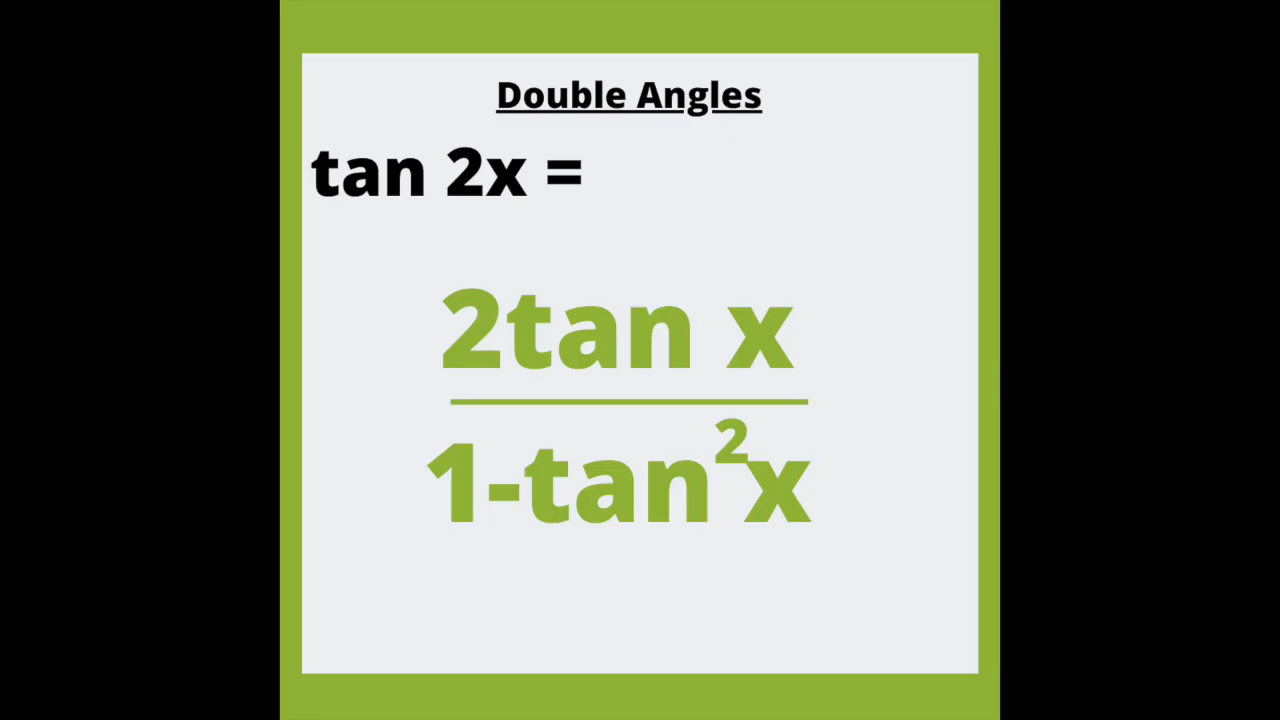 Double Angles
tan 2x =
2tan x
1-tan²x